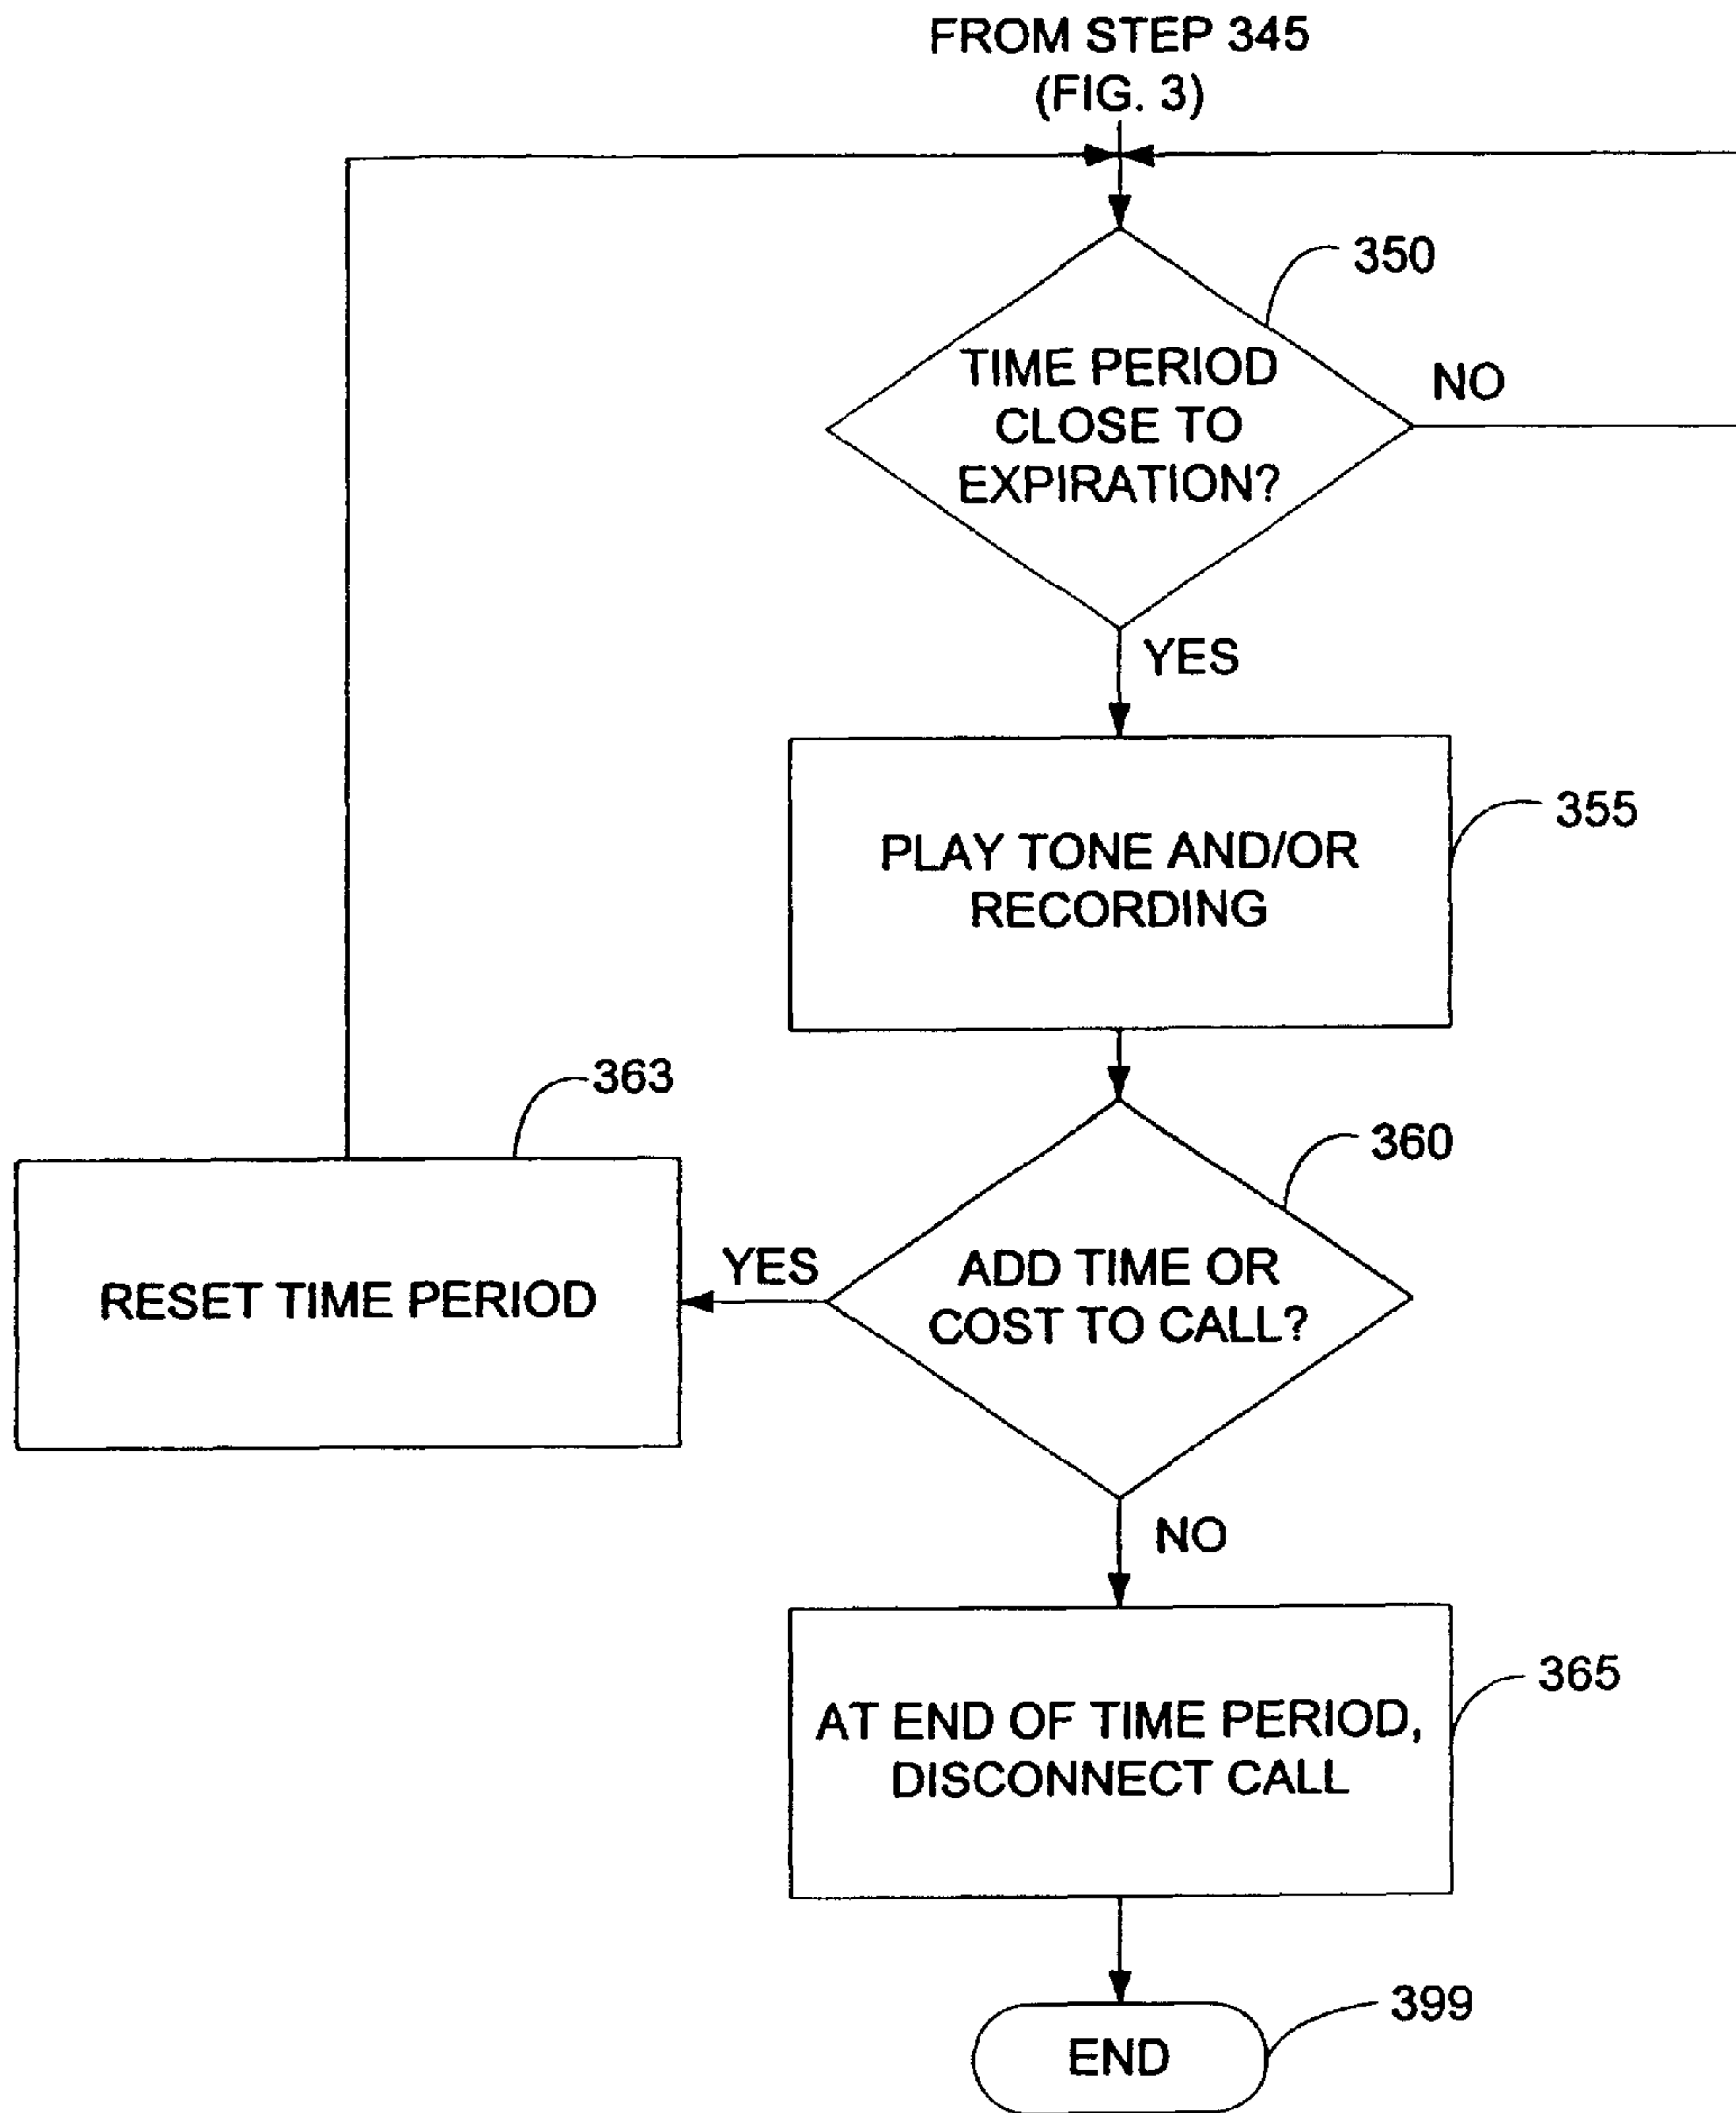 FROM STEP 345
(FIG. 3)
350
TIME PERIOD
CLOSE TO
EXPIRATION?
NO
YES
355
PLAY TONE AND/OR
RECORDING
363
360
RESET TIME PERIOD
YES
ADD TIME OR
COST TO CALL?
NO
365
AT END OF TIME PERIOD,
DISCONNECT CALL
399
END